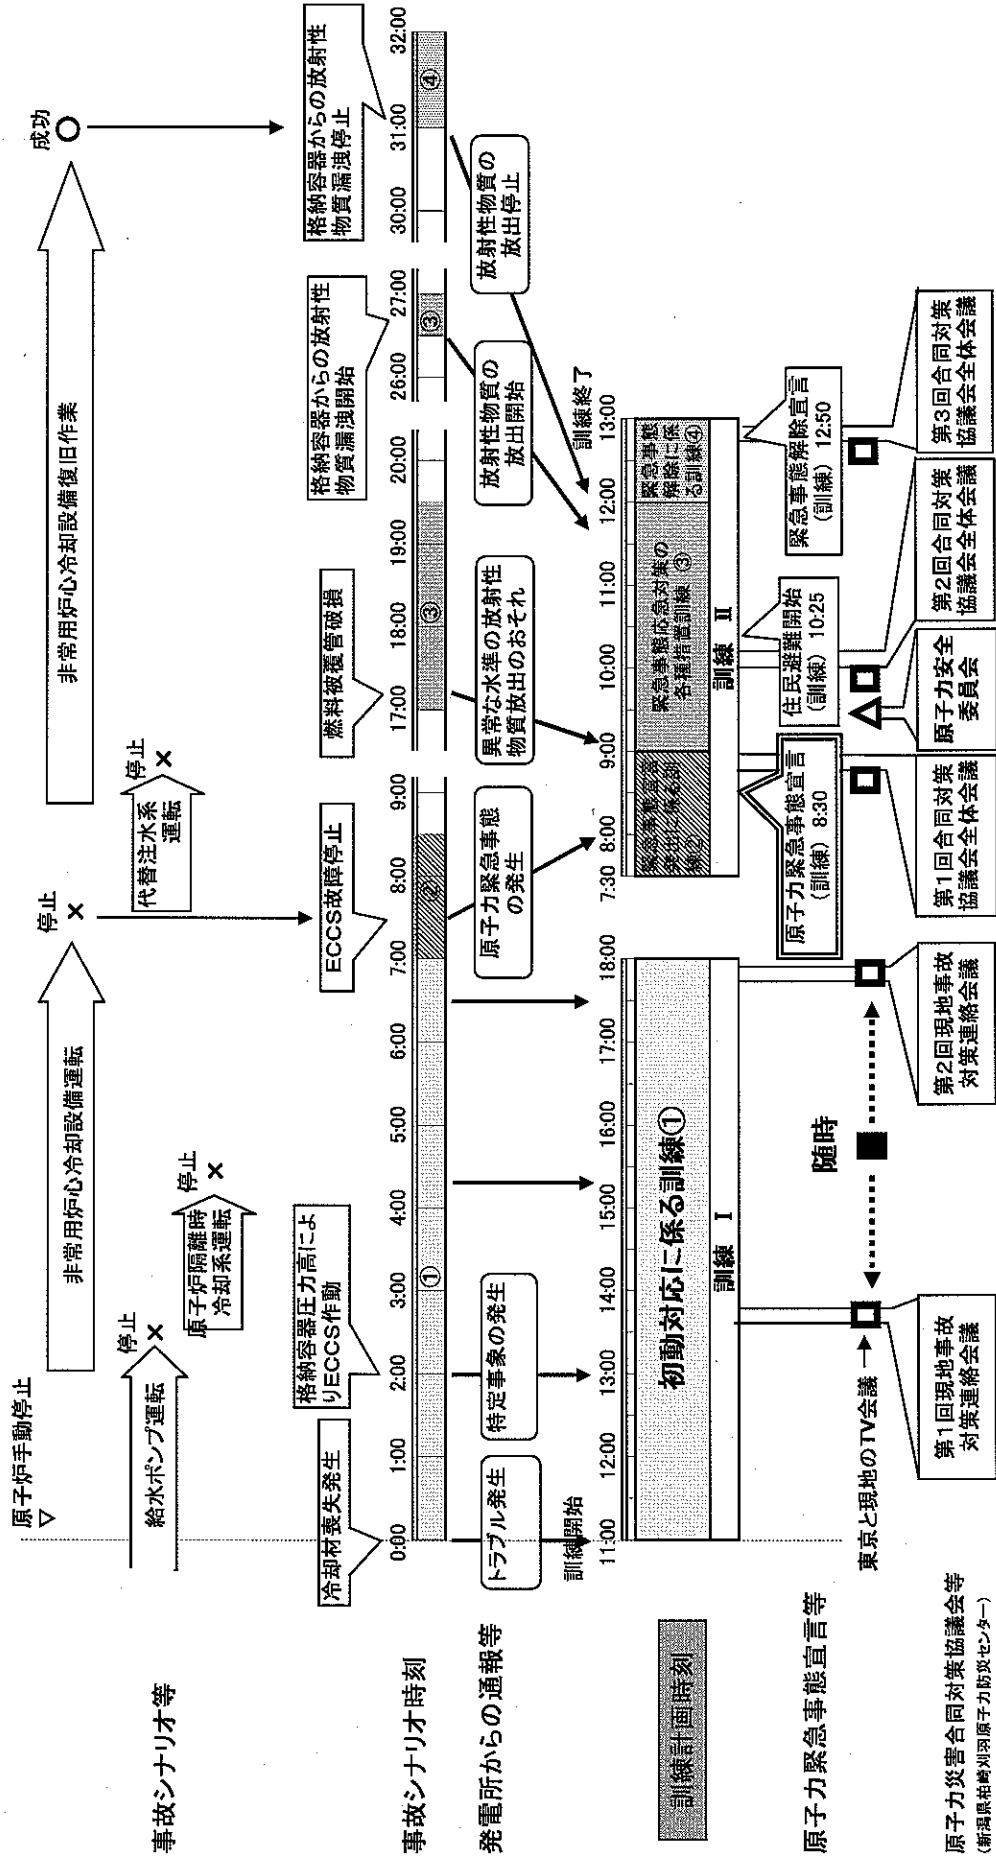 原子炉手動停止
▽
給水ポンプ運転
停止
×
原子炉隔離時
冷却系運転
停止
×
非常用炉心冷却設備運転
停止
×
代替注水系
運転
停止
×
非常用炉心冷却設備復旧作業
成功
○
事故シナリオ等
冷却材喪失発生
格納容器圧力高によ
りECCS作動
ECCS故障停止
燃料被覆管破損
格納容器からの放射性
物質漏洩開始
格納容器からの放射性
物質漏洩停止
事故シナリオ時刻
0:00 1:00 2:00 3:00 4:00 5:00 6:00 7:00 8:00 9:00 17:00 18:00 19:00 20:00 26:00 27:00 30:00 31:00 32:00
① ② ③ ③ ④
発電所からの通報等
トラブル発生
特定事象の発生
原子力緊急事態
の発生
異常な水準の放射性
物質放出のおそれ
放射性物質の
放出開始
放射性物質の
放出停止
訓練開始
訓練終了
11:00 12:00 13:00 14:00 15:00 16:00 17:00 18:00 7:30 8:00 9:00 10:00 11:00 12:00 13:00
訓練計画時刻
初動対応に係る訓練①
訓練 Ⅰ
緊急事態宣言
発出に係る訓
練②
緊急事態応急対策の
各種措置訓練 ③
緊急事態
解除に係
る訓練④
訓練 Ⅱ
原子力緊急事態宣言等
原子力緊急事態宣言
(訓練) 8:30
住民避難開始
(訓練) 10:25
緊急事態解除宣言
(訓練) 12:50
随時
東京と現地のTV会議
原子力災害合同対策協議会等
(新潟県柏崎刈羽原子力防災センター)
第1回現地事故
対策連絡会議
第2回現地事故
対策連絡会議
第1回合同対策
協議会全体会議
原子力安全
委員会
第2回合同対策
協議会全体会議
第3回合同対策
協議会全体会議